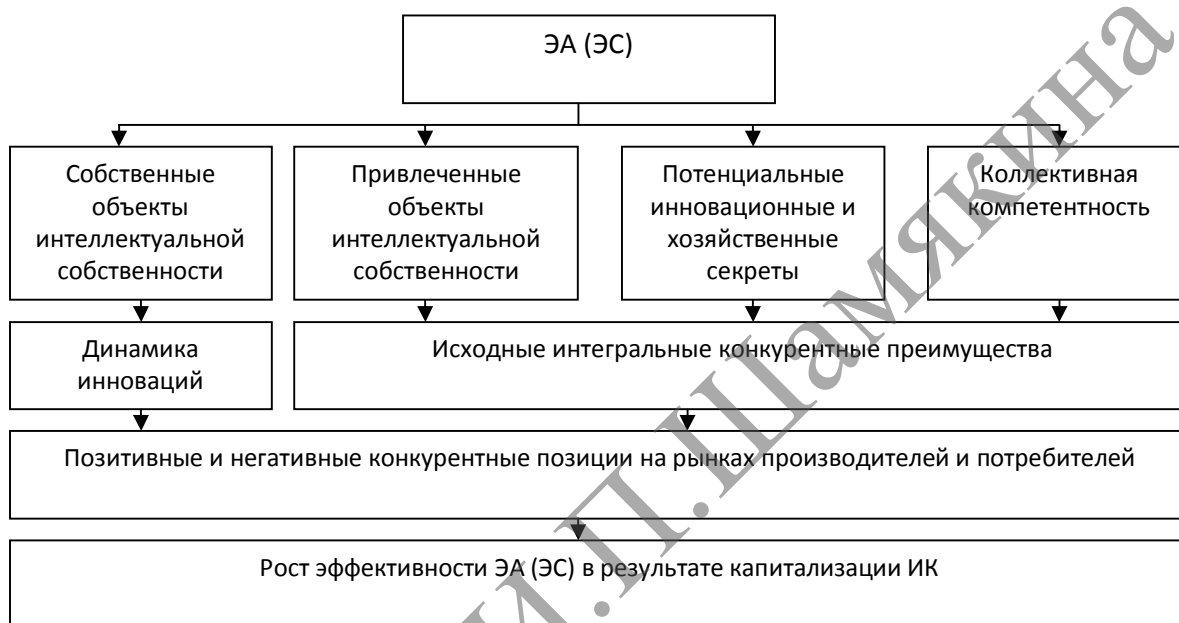 ЭА (ЭС)
Собственные
объекты
интеллектуальной
собственности
Привлеченные
объекты
интеллектуальной
собственности
Потенциальные
инновационные и
хозяйственные
секреты
Коллективная
компетентность
Динамика
инноваций
Исходные интегральные конкурентные преимущества
Позитивные и негативные конкурентные позиции на рынках производителей и потребителей
Рост эффективности ЭА (ЭС) в результате капитализации ИК
И.П.Шамякина